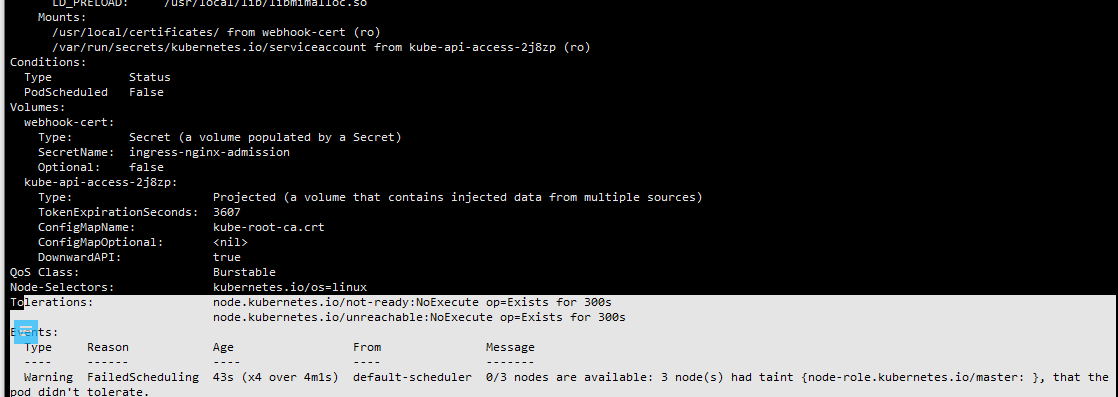 LD_PRELOAD:     /usr/local/lib/libmimalloc.so
    Mounts:
      /usr/local/certificates/ from webhook-cert (ro)
      /var/run/secrets/kubernetes.io/serviceaccount from kube-api-access-2j8zp (ro)
Conditions:
  Type           Status
  PodScheduled   False
Volumes:
  webhook-cert:
    Type:        Secret (a volume populated by a Secret)
    SecretName:  ingress-nginx-admission
    Optional:    false
  kube-api-access-2j8zp:
    Type:                    Projected (a volume that contains injected data from multiple sources)
    TokenExpirationSeconds:  3607
    ConfigMapName:           kube-root-ca.crt
    ConfigMapOptional:       <nil>
    DownwardAPI:             true
QoS Class:                   Burstable
Node-Selectors:              kubernetes.io/os=linux
Tolerations:                 node.kubernetes.io/not-ready:NoExecute op=Exists for 300s
                             node.kubernetes.io/unreachable:NoExecute op=Exists for 300s
Events:
  Type     Reason            Age                 From               Message
  ----     ------            ----                ----               -------
  Warning  FailedScheduling  43s (x4 over 4m1s)  default-scheduler  0/3 nodes are available: 3 node(s) had taint {node-role.kubernetes.io/master: }, that the
pod didn't tolerate.